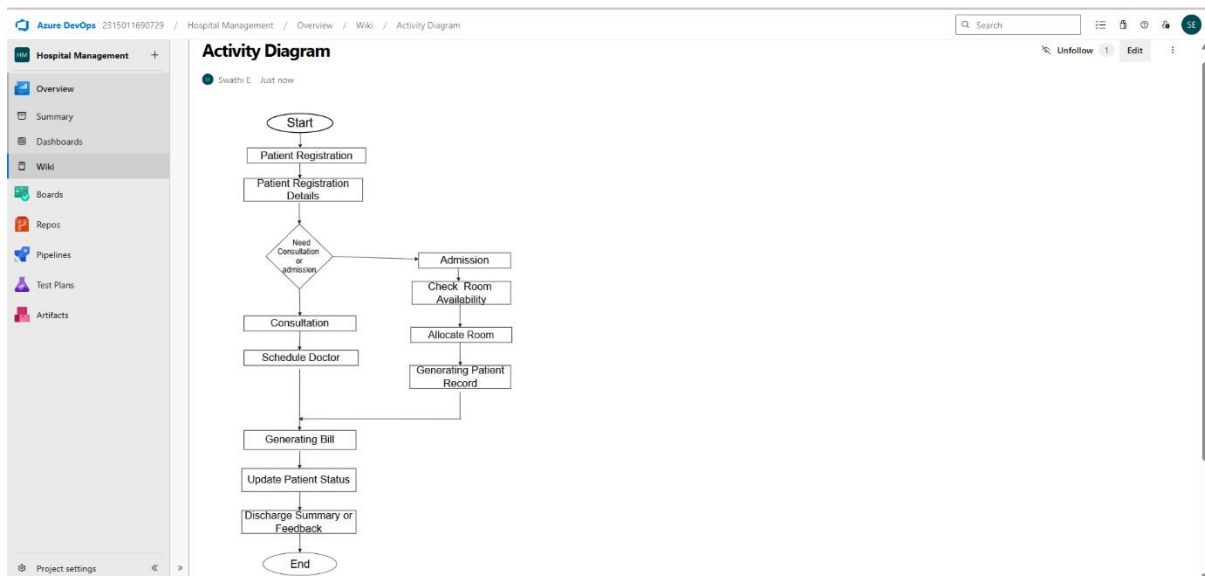 Azure DevOps 2315011690729 / Hospital Management / Overview / Wiki / Activity Diagram
Search
SE
HM Hospital Management +
Activity Diagram
Unfollow 1 Edit
Swathi E Just now
Overview
Summary
Dashboards
Wiki
Boards
Repos
Pipelines
Test Plans
Artifacts
Project settings
Start
Patient Registration
Patient Registration
Details
Need
Consultation
or
admission
Admission
Check Room
Availability
Allocate Room
Generating Patient
Record
Consultation
Schedule Doctor
Generating Bill
Update Patient Status
Discharge Summary or
Feedback
End